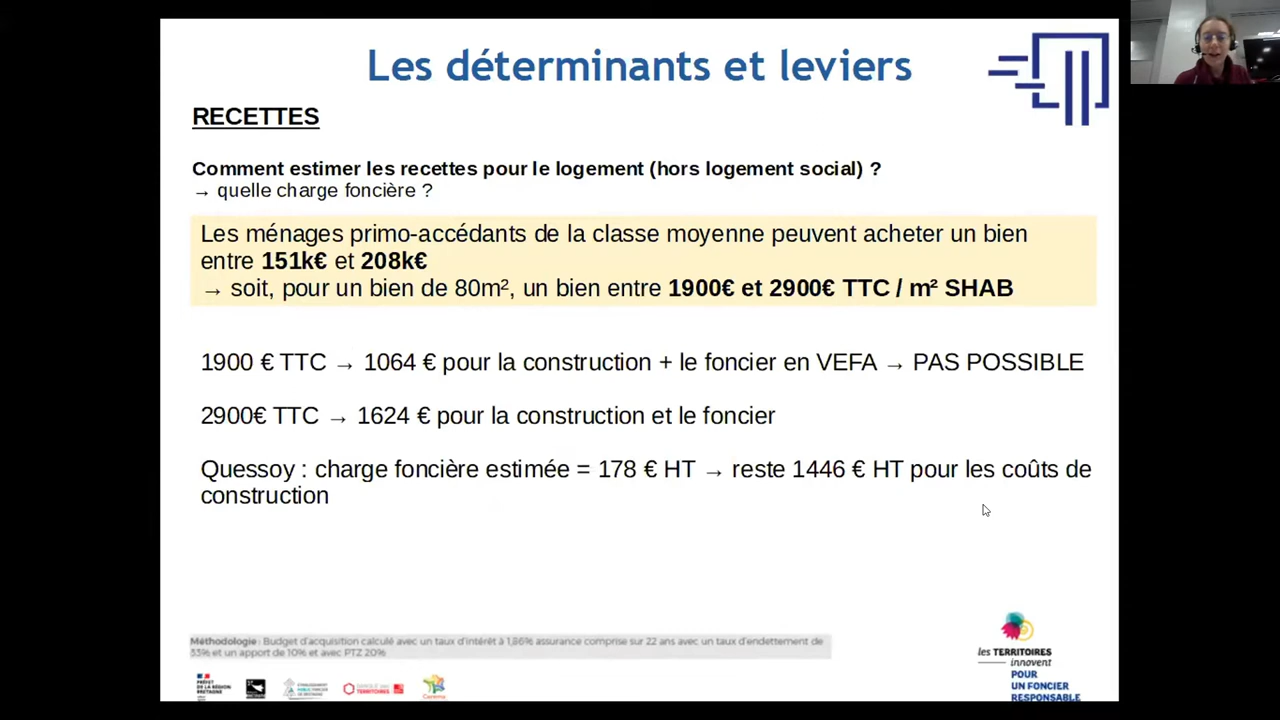 Les déterminants et leviers
RECETTES
Comment estimer les recettes pour le logement (hors logement social) ?
→ quelle charge foncière ?
Les ménages primo-accédants de la classe moyenne peuvent acheter un bien
entre 151k€ et 208k€
→ soit, pour un bien de 80m², un bien entre 1900€ et 2900€ TTC / m² SHAB
1900 € TTC → 1064 € pour la construction + le foncier en VEFA → PAS POSSIBLE
2900€ TTC → 1624 € pour la construction et le foncier
Quessoy : charge foncière estimée = 178 € HT → reste 1446 € HT pour les coûts de
construction
Méthodologie : Budget d'acquisition calculé avec un taux d'intérêt à 1,86% assurance comprise sur 22 ans avec un taux d'endettement de
33% et un apport de 10% et avec PTZ 20%
les TERRITOIRES
innovent
POUR
UN FONCIER
RESPONSABLE
PRÉFET
DE LA RÉGION
BRETAGNE
Cerema